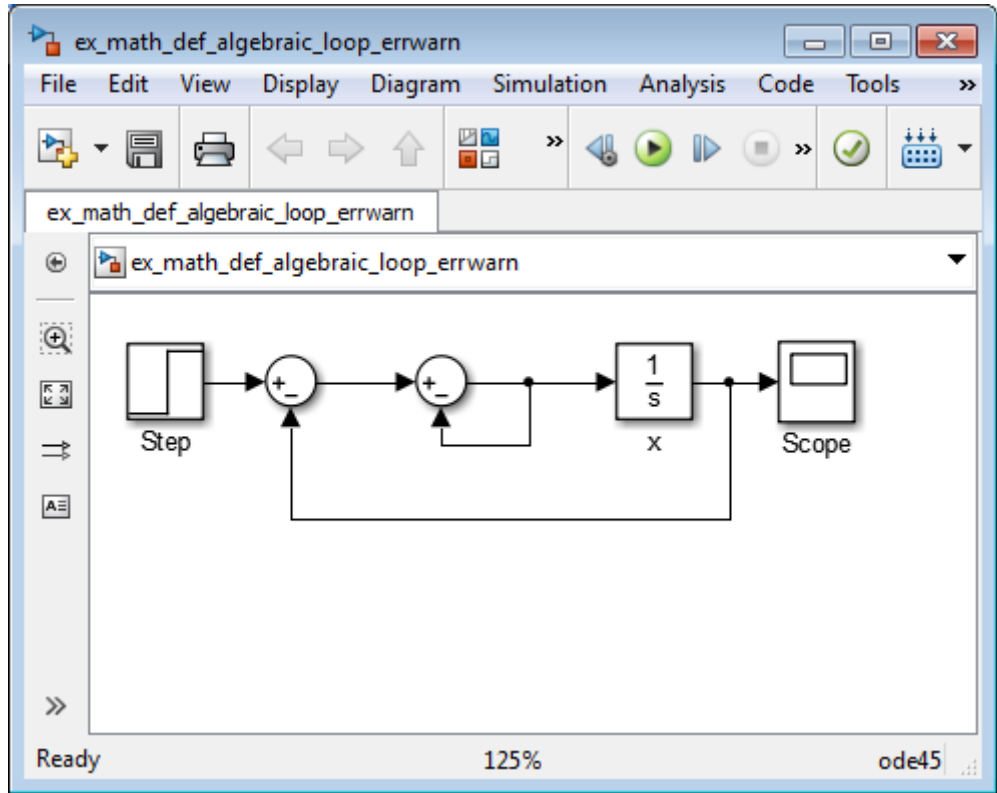 ex_math_def_algebraic_loop_errwarn
File Edit View Display Diagram Simulation Analysis Code Tools »
» »
ex_math_def_algebraic_loop_errwarn
ex_math_def_algebraic_loop_errwarn
+ −
+ −
1
s
Step
x
Scope
A≡
»
Ready 125% ode45